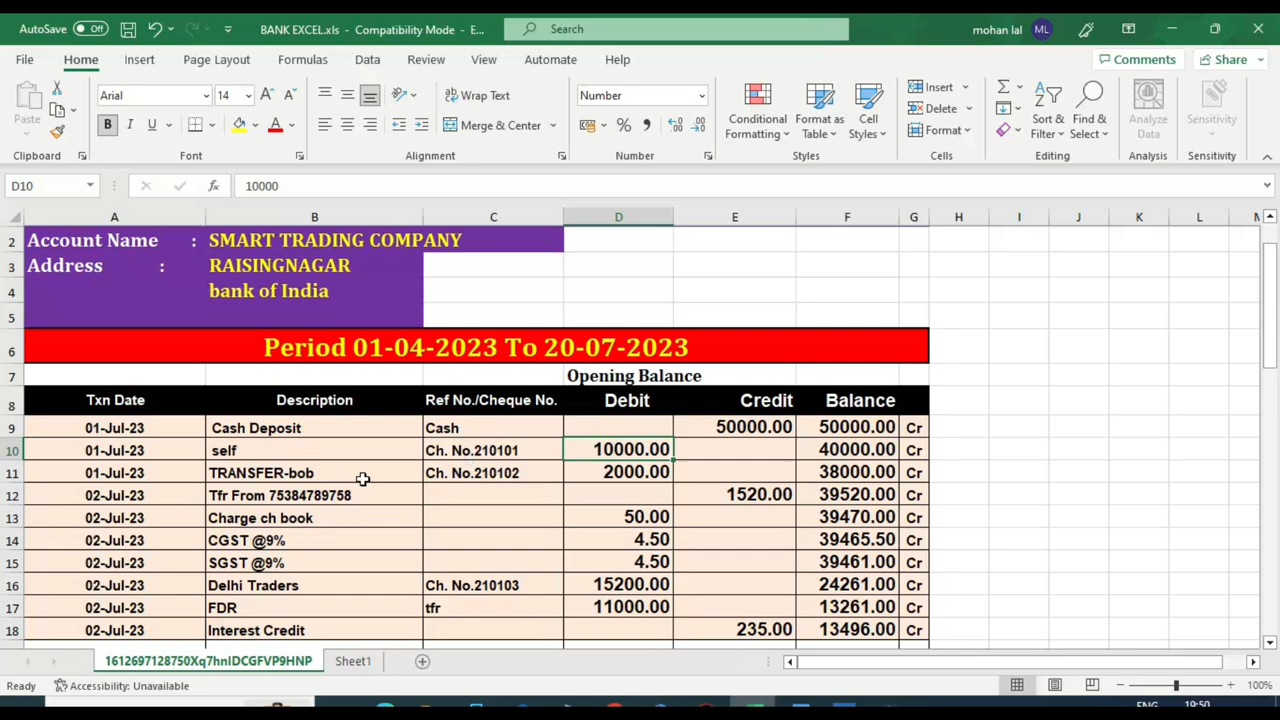 AutoSave Off BANK EXCEL.xls - Compatibility Mode - E... Search mohan lal ML
File Home Insert Page Layout Formulas Data Review View Automate Help Comments Share
Paste Arial 14 Wrap Text Number Conditional Formatting Format as Table Cell Styles Insert Sort & Filter Find & Select Analyze Data Sensitivity
B I U Merge & Center % Delete
Format
Clipboard Font Alignment Number Styles Cells Editing Analysis Sensitivity
D10 fx 10000
A B C D E F G H I J K L M
2 Account Name : SMART TRADING COMPANY
3 Address : RAISINGNAGAR
4 bank of India
5
6 Period 01-04-2023 To 20-07-2023
7 Opening Balance
8 Txn Date Description Ref No./Cheque No. Debit Credit Balance
9 01-Jul-23 Cash Deposit Cash 50000.00 50000.00 Cr
10 01-Jul-23 self Ch. No.210101 10000.00 40000.00 Cr
11 01-Jul-23 TRANSFER-bob Ch. No.210102 2000.00 38000.00 Cr
12 02-Jul-23 Tfr From 75384789758 1520.00 39520.00 Cr
13 02-Jul-23 Charge ch book 50.00 39470.00 Cr
14 02-Jul-23 CGST @9% 4.50 39465.50 Cr
15 02-Jul-23 SGST @9% 4.50 39461.00 Cr
16 02-Jul-23 Delhi Traders Ch. No.210103 15200.00 24261.00 Cr
17 02-Jul-23 FDR tfr 11000.00 13261.00 Cr
18 02-Jul-23 Interest Credit 235.00 13496.00 Cr
1612697128750Xq7hnIDCGFVP9HNP Sheet1
Ready Accessibility: Unavailable 100%
ENG 19:50